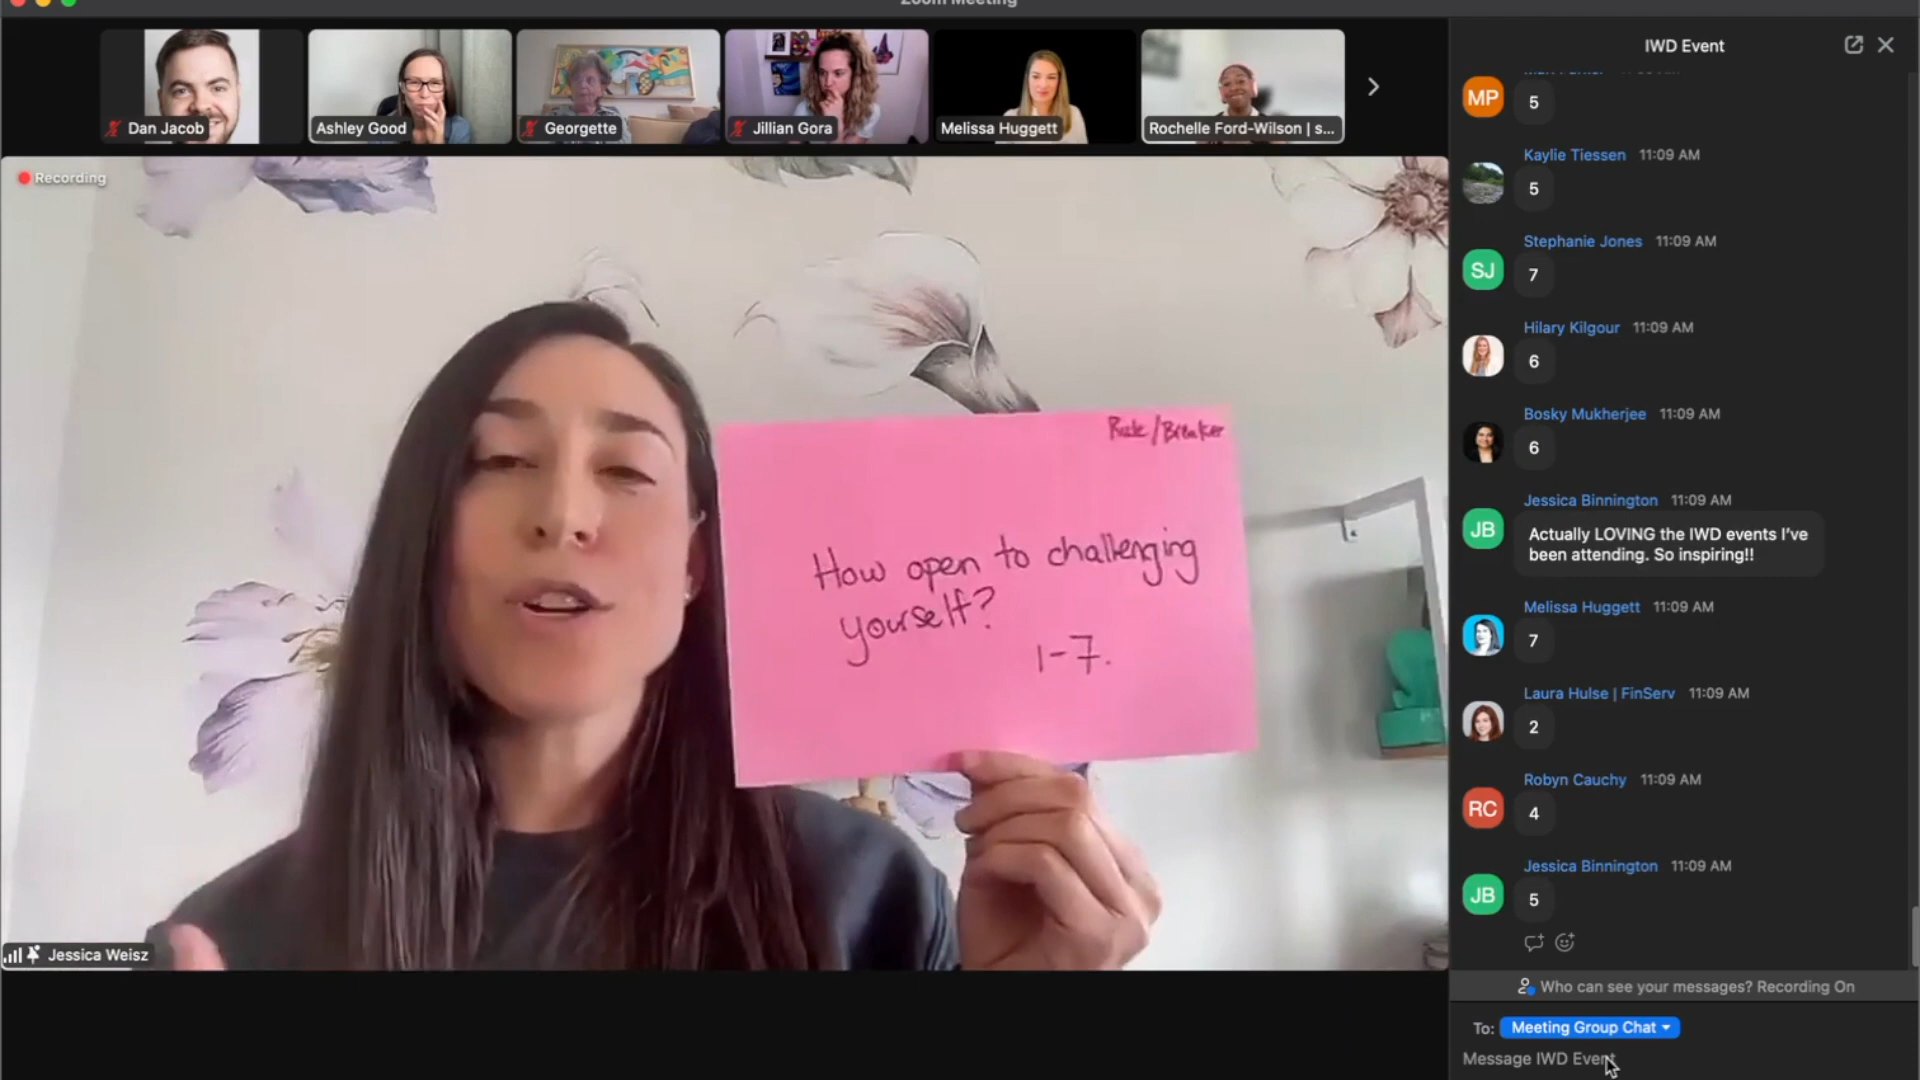 Zoom Meeting
Dan Jacob
Ashley Good
Georgette
Jillian Gora
Melissa Huggett
Rochelle Ford-Wilson | s...
Recording
Rule/Breaker
How open to challenging
yourself?
1-7.
Jessica Weisz
IWD Event
MP
5
Kaylie Tiessen 11:09 AM
5
Stephanie Jones 11:09 AM
SJ
7
Hilary Kilgour 11:09 AM
6
Bosky Mukherjee 11:09 AM
6
Jessica Binnington 11:09 AM
JB
Actually LOVING the IWD events I've
been attending. So inspiring!!
Melissa Huggett 11:09 AM
7
Laura Hulse | FinServ 11:09 AM
2
Robyn Cauchy 11:09 AM
RC
4
Jessica Binnington 11:09 AM
JB
5
Who can see your messages? Recording On
To: Meeting Group Chat
Message IWD Event